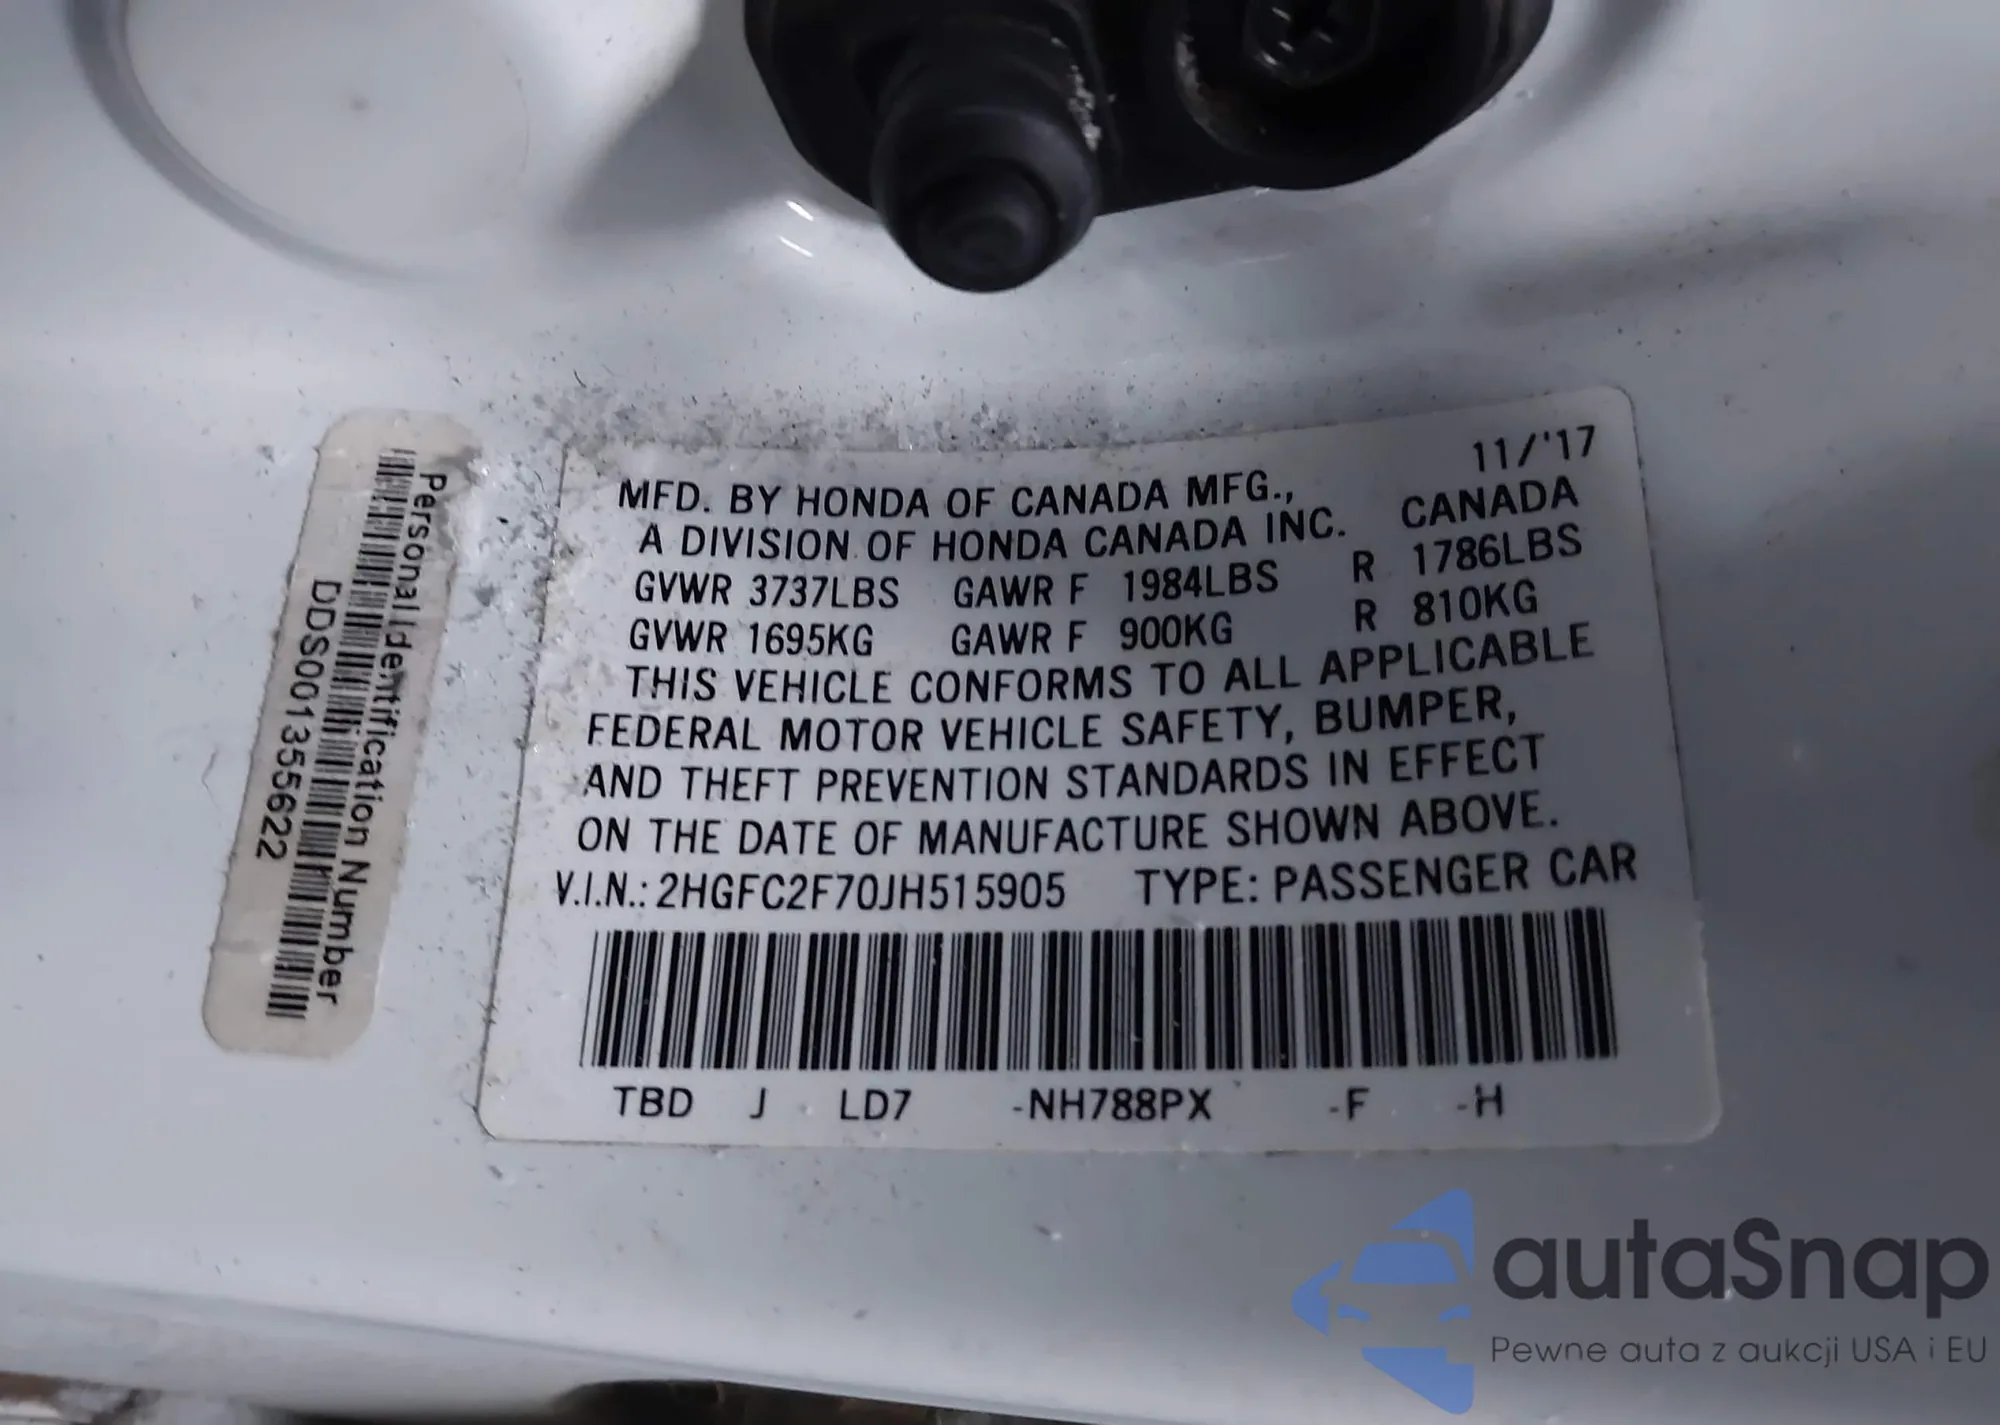 Personal Identification Number
DDS001355622
11/'17
MFD. BY HONDA OF CANADA MFG.,
A DIVISION OF HONDA CANADA INC. CANADA
GVWR 3737LBS GAWR F 1984LBS R 1786LBS
GVWR 1695KG GAWR F 900KG R 810KG
THIS VEHICLE CONFORMS TO ALL APPLICABLE
FEDERAL MOTOR VEHICLE SAFETY, BUMPER,
AND THEFT PREVENTION STANDARDS IN EFFECT
ON THE DATE OF MANUFACTURE SHOWN ABOVE.
V.I.N.: 2HGFC2F70JH515905 TYPE: PASSENGER CAR
TBD J LD7 -NH788PX -F -H
autaSnap
Pewne auta z aukcji USA i EU